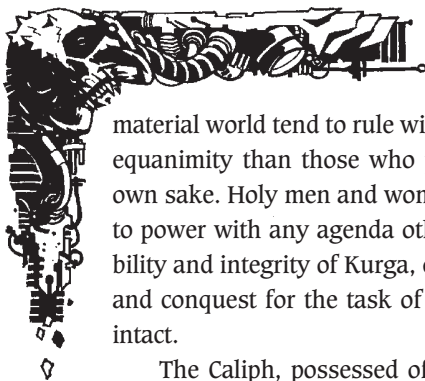 material world tend to rule wi
equanimity than those who
own sake. Holy men and
to power with any agenda oth
bility and integrity of Kurga,
and conquest for the task of
intact.
The Caliph, possessed of